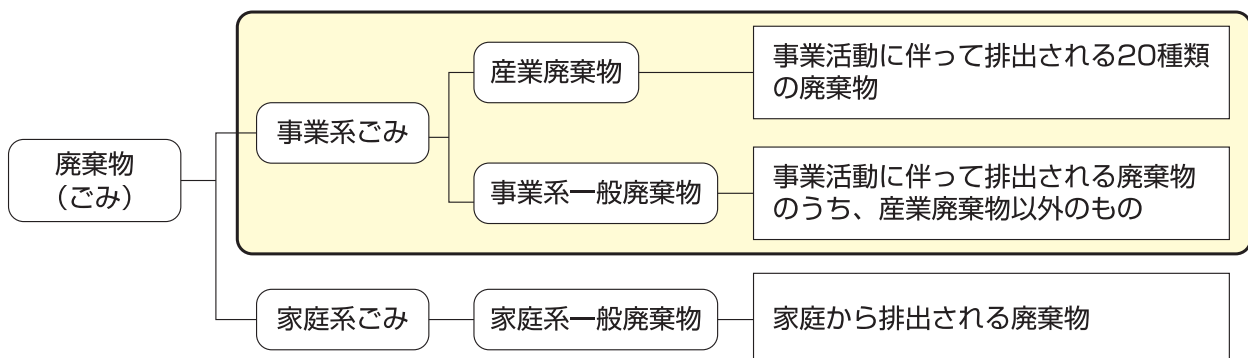 廃棄物
（ごみ）
事業系ごみ
産業廃棄物
事業活動に伴って排出される20種類
の廃棄物
事業系一般廃棄物
事業活動に伴って排出される廃棄物
のうち、産業廃棄物以外のもの
家庭系ごみ
家庭系一般廃棄物
家庭から排出される廃棄物